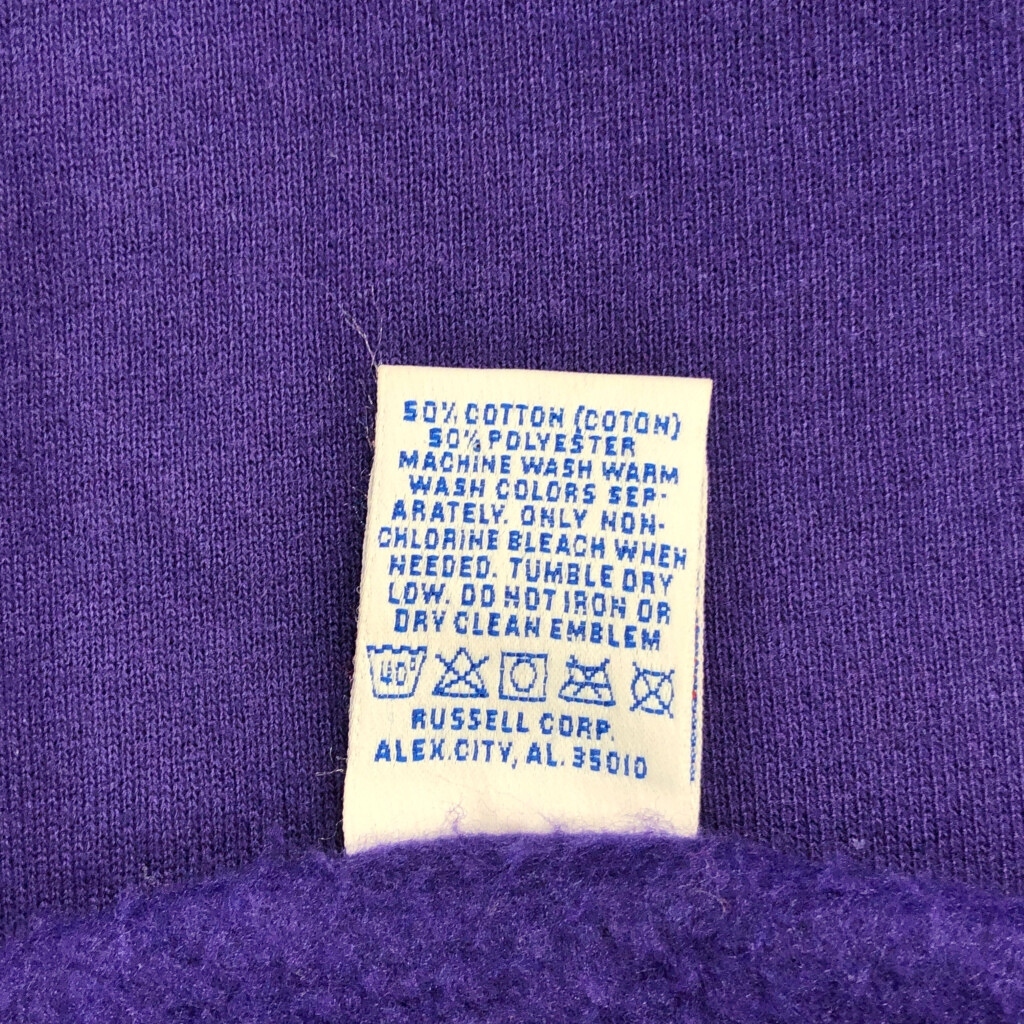 50% COTTON (COTON)
50% POLYESTER
MACHINE WASH WARM
WASH COLORS SEP-
ARATELY. ONLY NON-
CHLORINE BLEACH WHEN
NEEDED. TUMBLE DRY
LOW. DO NOT IRON OR
DRY CLEAN EMBLEM
40°
RUSSELL CORP.
ALEX.CITY, AL. 35010